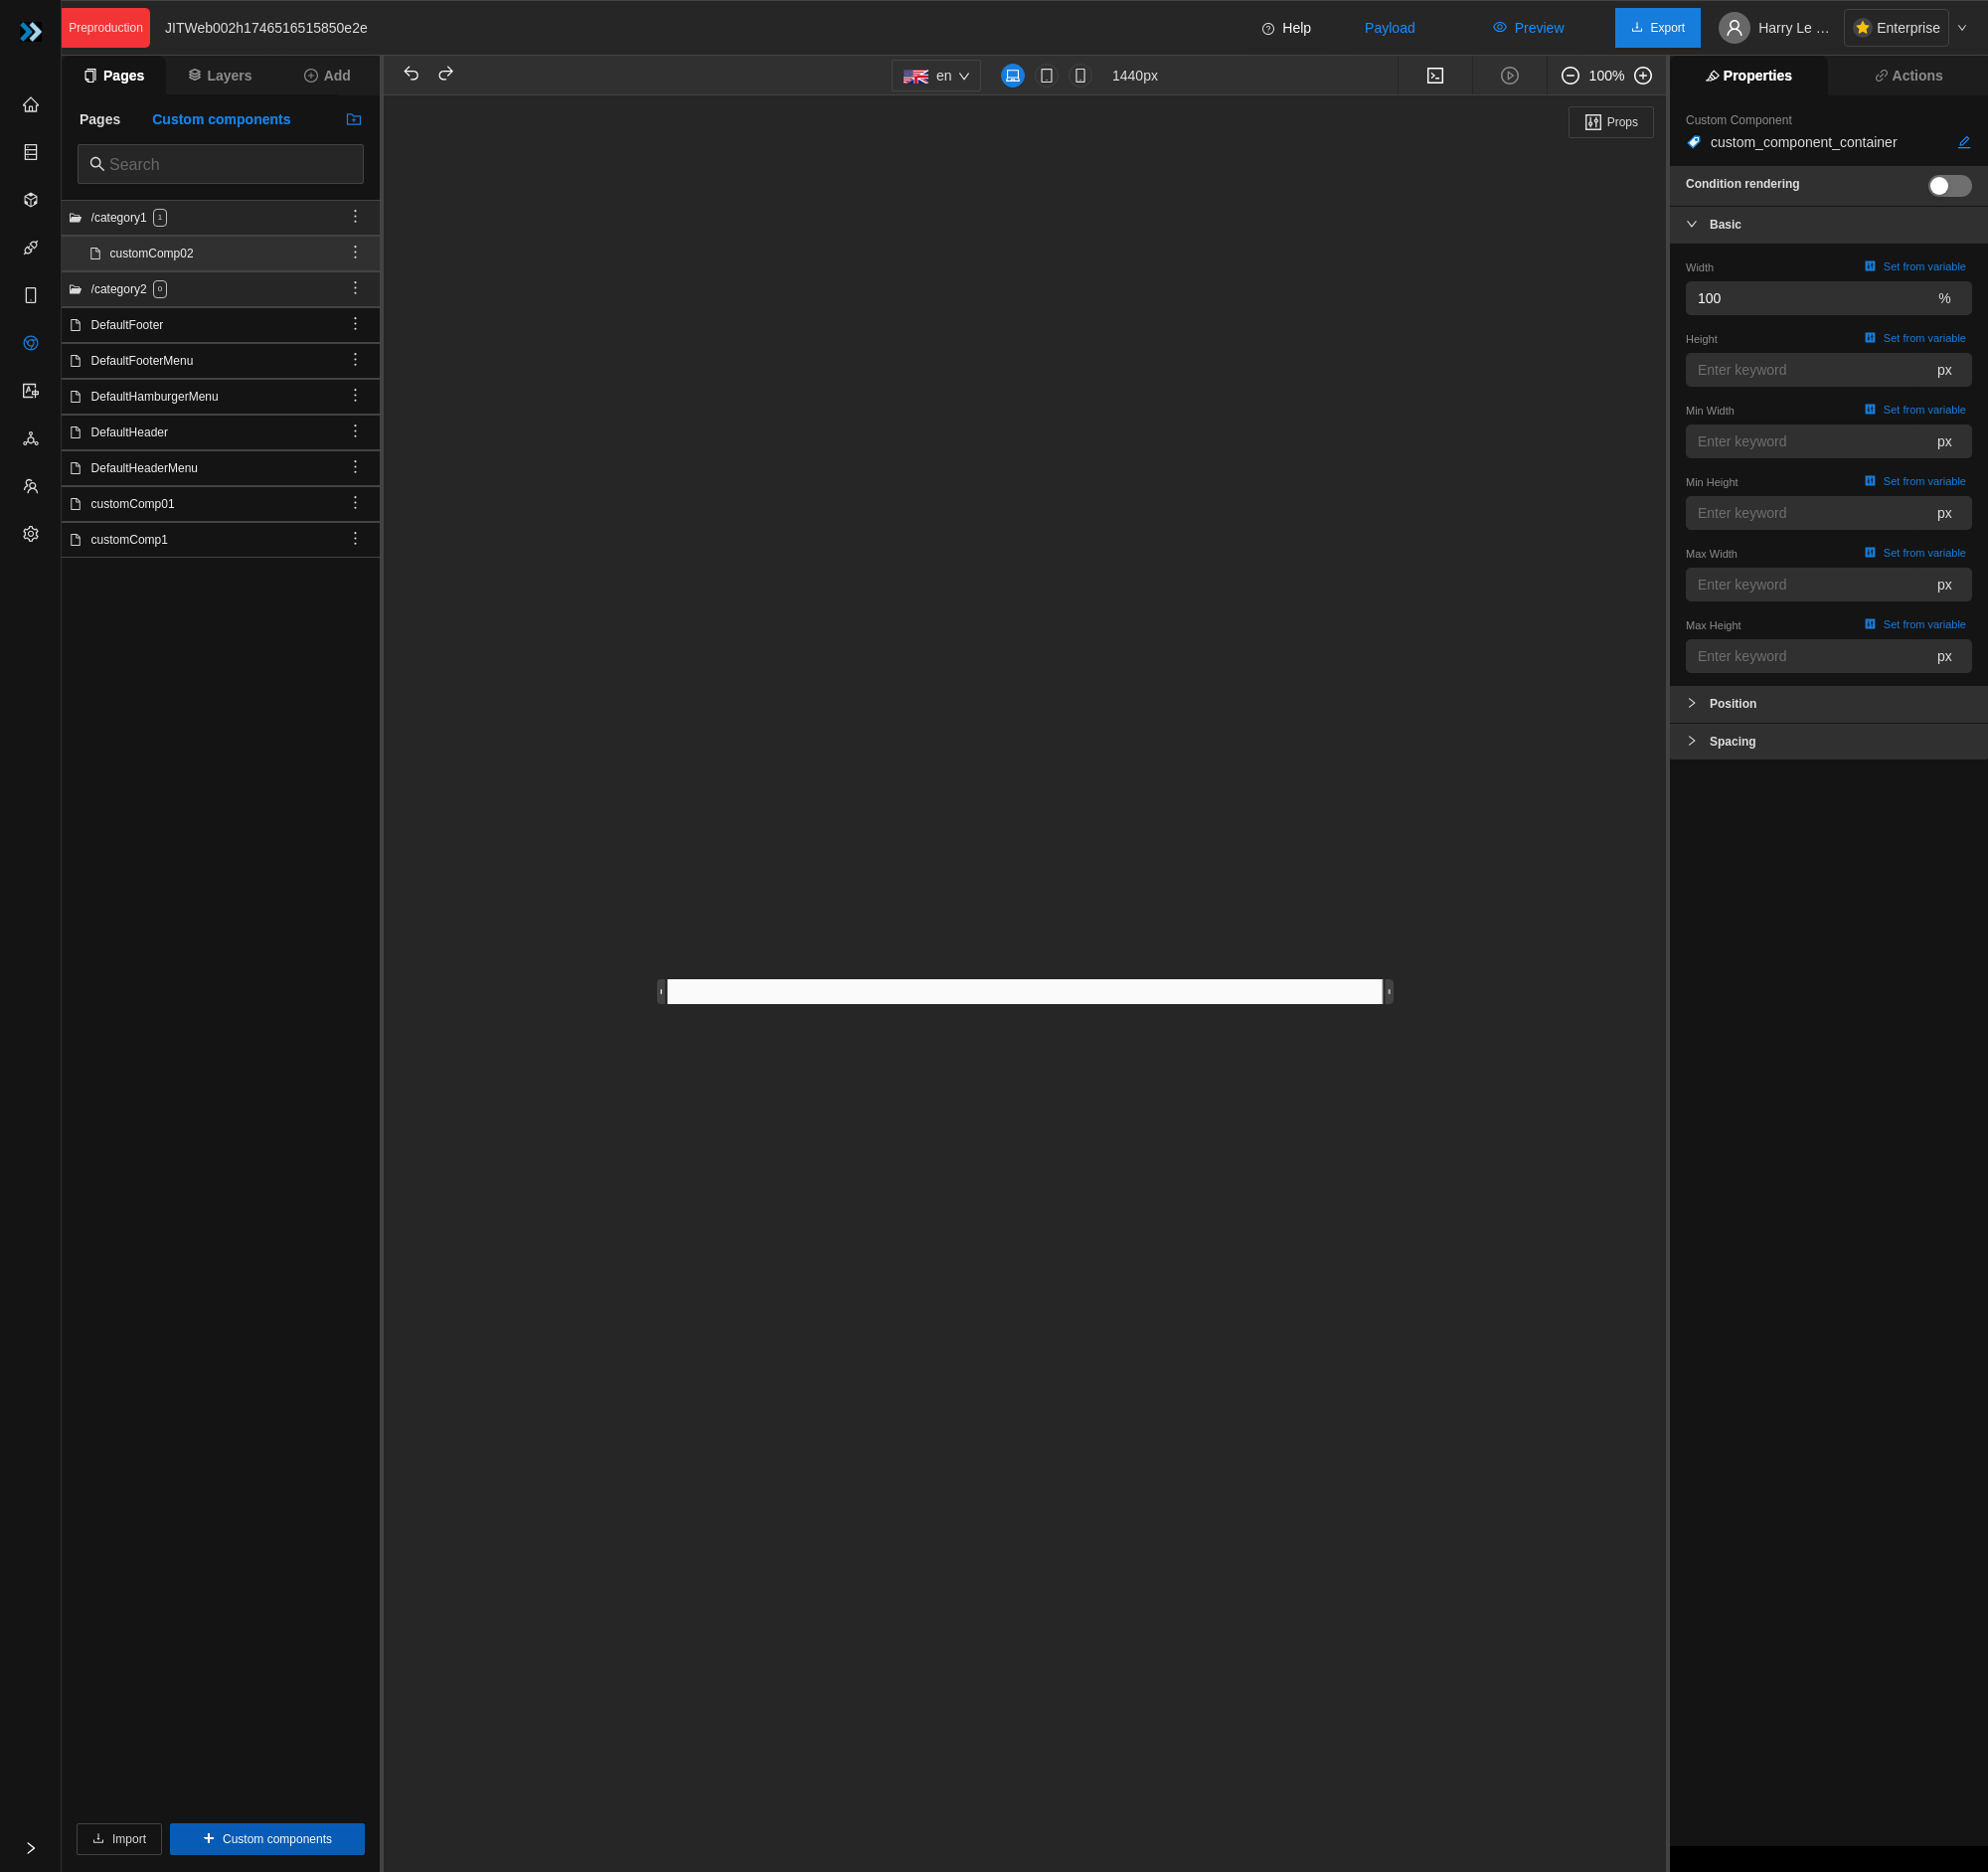 Preproduction
JITWeb002h1746516515850e2e
Help
Payload
Preview
Export
Harry Le ...
Enterprise
Pages
Layers
Add
en
1440px
100%
Properties
Actions
Pages
Custom components
Search
/category1 1
customComp02
/category2 0
DefaultFooter
DefaultFooterMenu
DefaultHamburgerMenu
DefaultHeader
DefaultHeaderMenu
customComp01
customComp1
Import
Custom components
Props
Custom Component
custom_component_container
Condition rendering
Basic
Width Set from variable
100 %
Height Set from variable
Enter keyword px
Min Width Set from variable
Enter keyword px
Min Height Set from variable
Enter keyword px
Max Width Set from variable
Enter keyword px
Max Height Set from variable
Enter keyword px
Position
Spacing